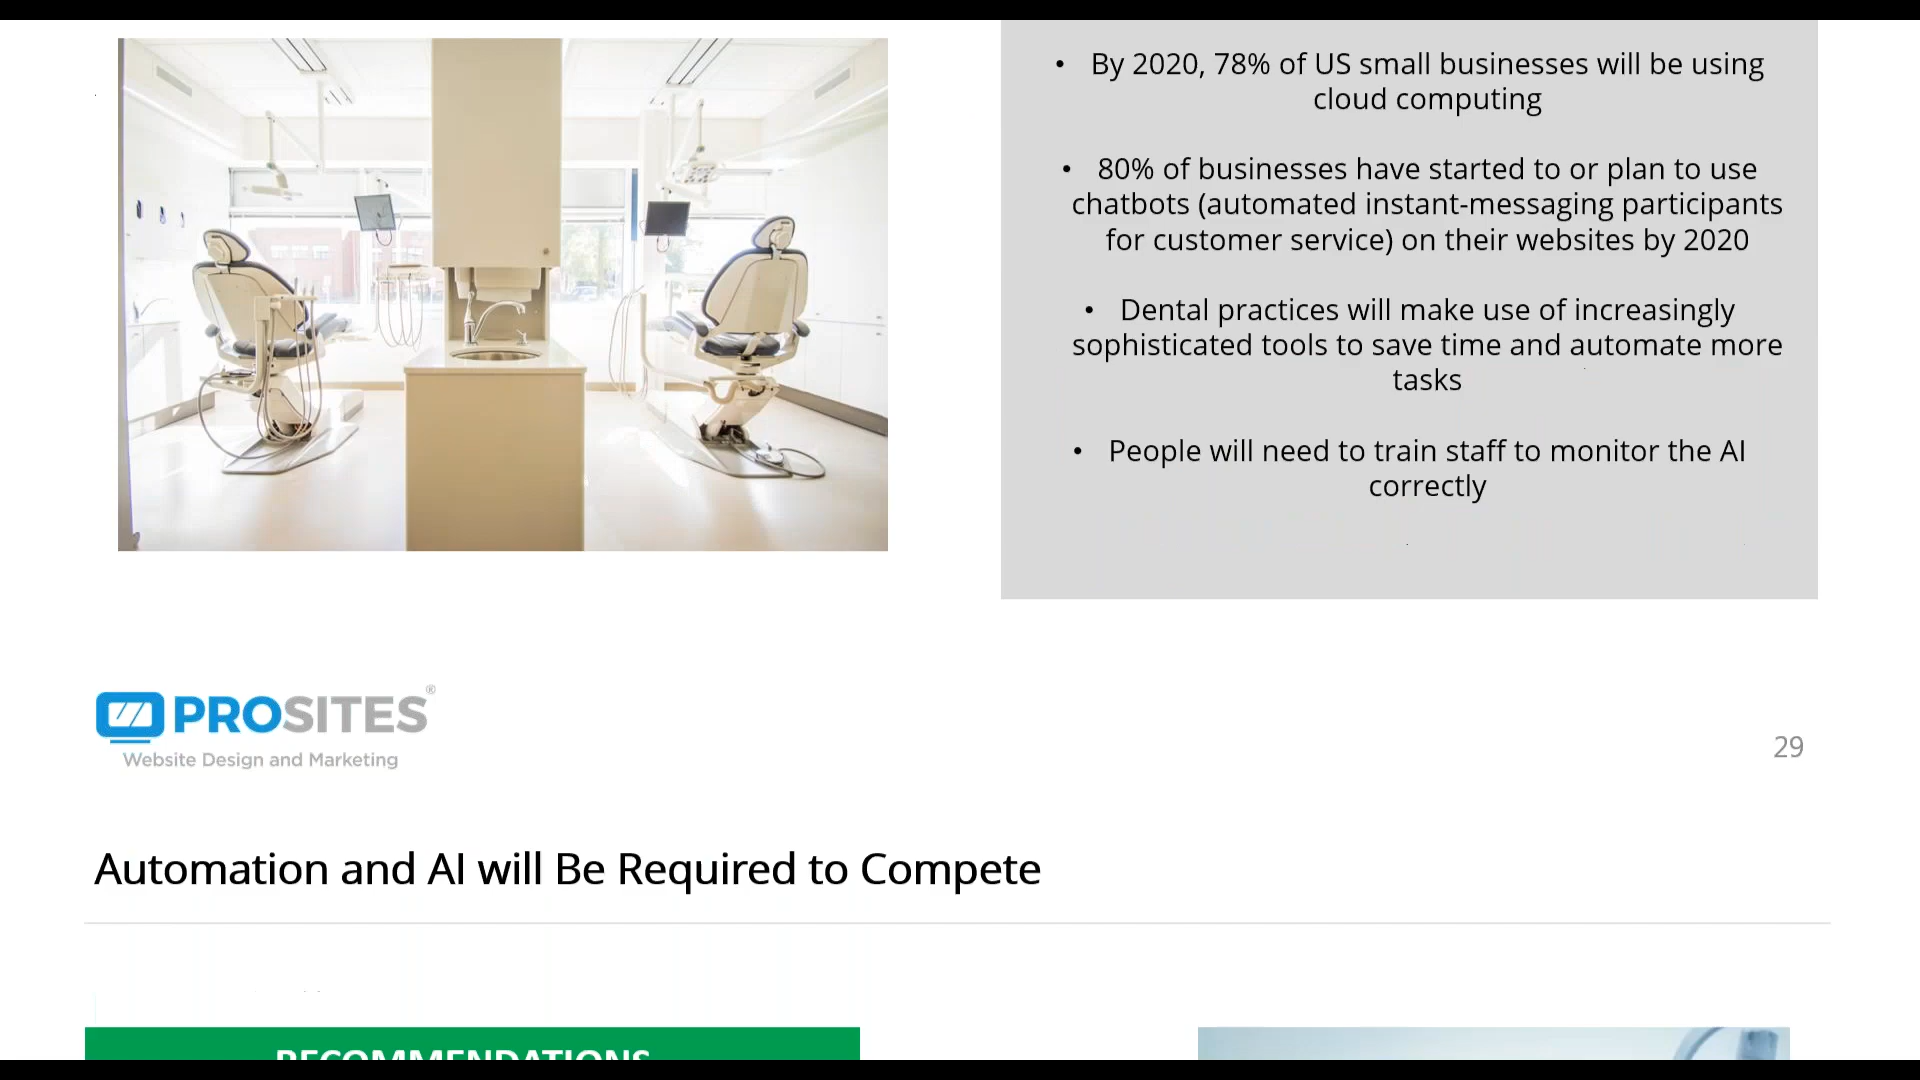 • By 2020, 78% of US small businesses will be using
cloud computing
• 80% of businesses have started to or plan to use
chatbots (automated instant-messaging participants
for customer service) on their websites by 2020
• Dental practices will make use of increasingly
sophisticated tools to save time and automate more
tasks
• People will need to train staff to monitor the AI
correctly
PROSITES®
Website Design and Marketing
29
Automation and AI will Be Required to Compete
RECOMMENDATIONS